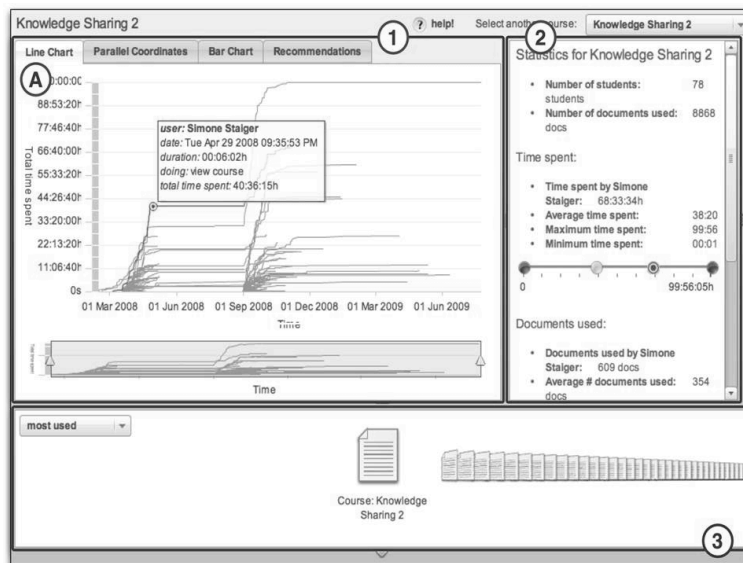 Knowledge Sharing 2
? help!
Select another course: Knowledge Sharing 2
1
Line Chart
Parallel Coordinates
Bar Chart
Recommendations
A
88:53:20h
77:46:40h
66:40:00h
55:33:20h
44:26:40h
33:20:00h
22:13:20h
11:06:40h
0s
Total time spent
user: Simone Staiger
date: Tue Apr 29 2008 09:35:53 PM
duration: 00:06:02h
doing: view course
total time spent: 40:36:15h
01 Mar 2008
01 Jun 2008
01 Sep 2008
01 Dec 2008
01 Mar 2009
01 Jun 2009
Time
Time
2
Statistics for Knowledge Sharing 2
• Number of students: 78
students
• Number of documents used: 8868
docs
Time spent:
• Time spent by Simone
Staiger: 68:33:34h
• Average time spent: 38:20
• Maximum time spent: 99:56
• Minimum time spent: 00:01
0
99:56:05h
Documents used:
• Documents used by Simone
Staiger: 609 docs
• Average # documents used: 354
docs
most used
Course: Knowledge
Sharing 2
3